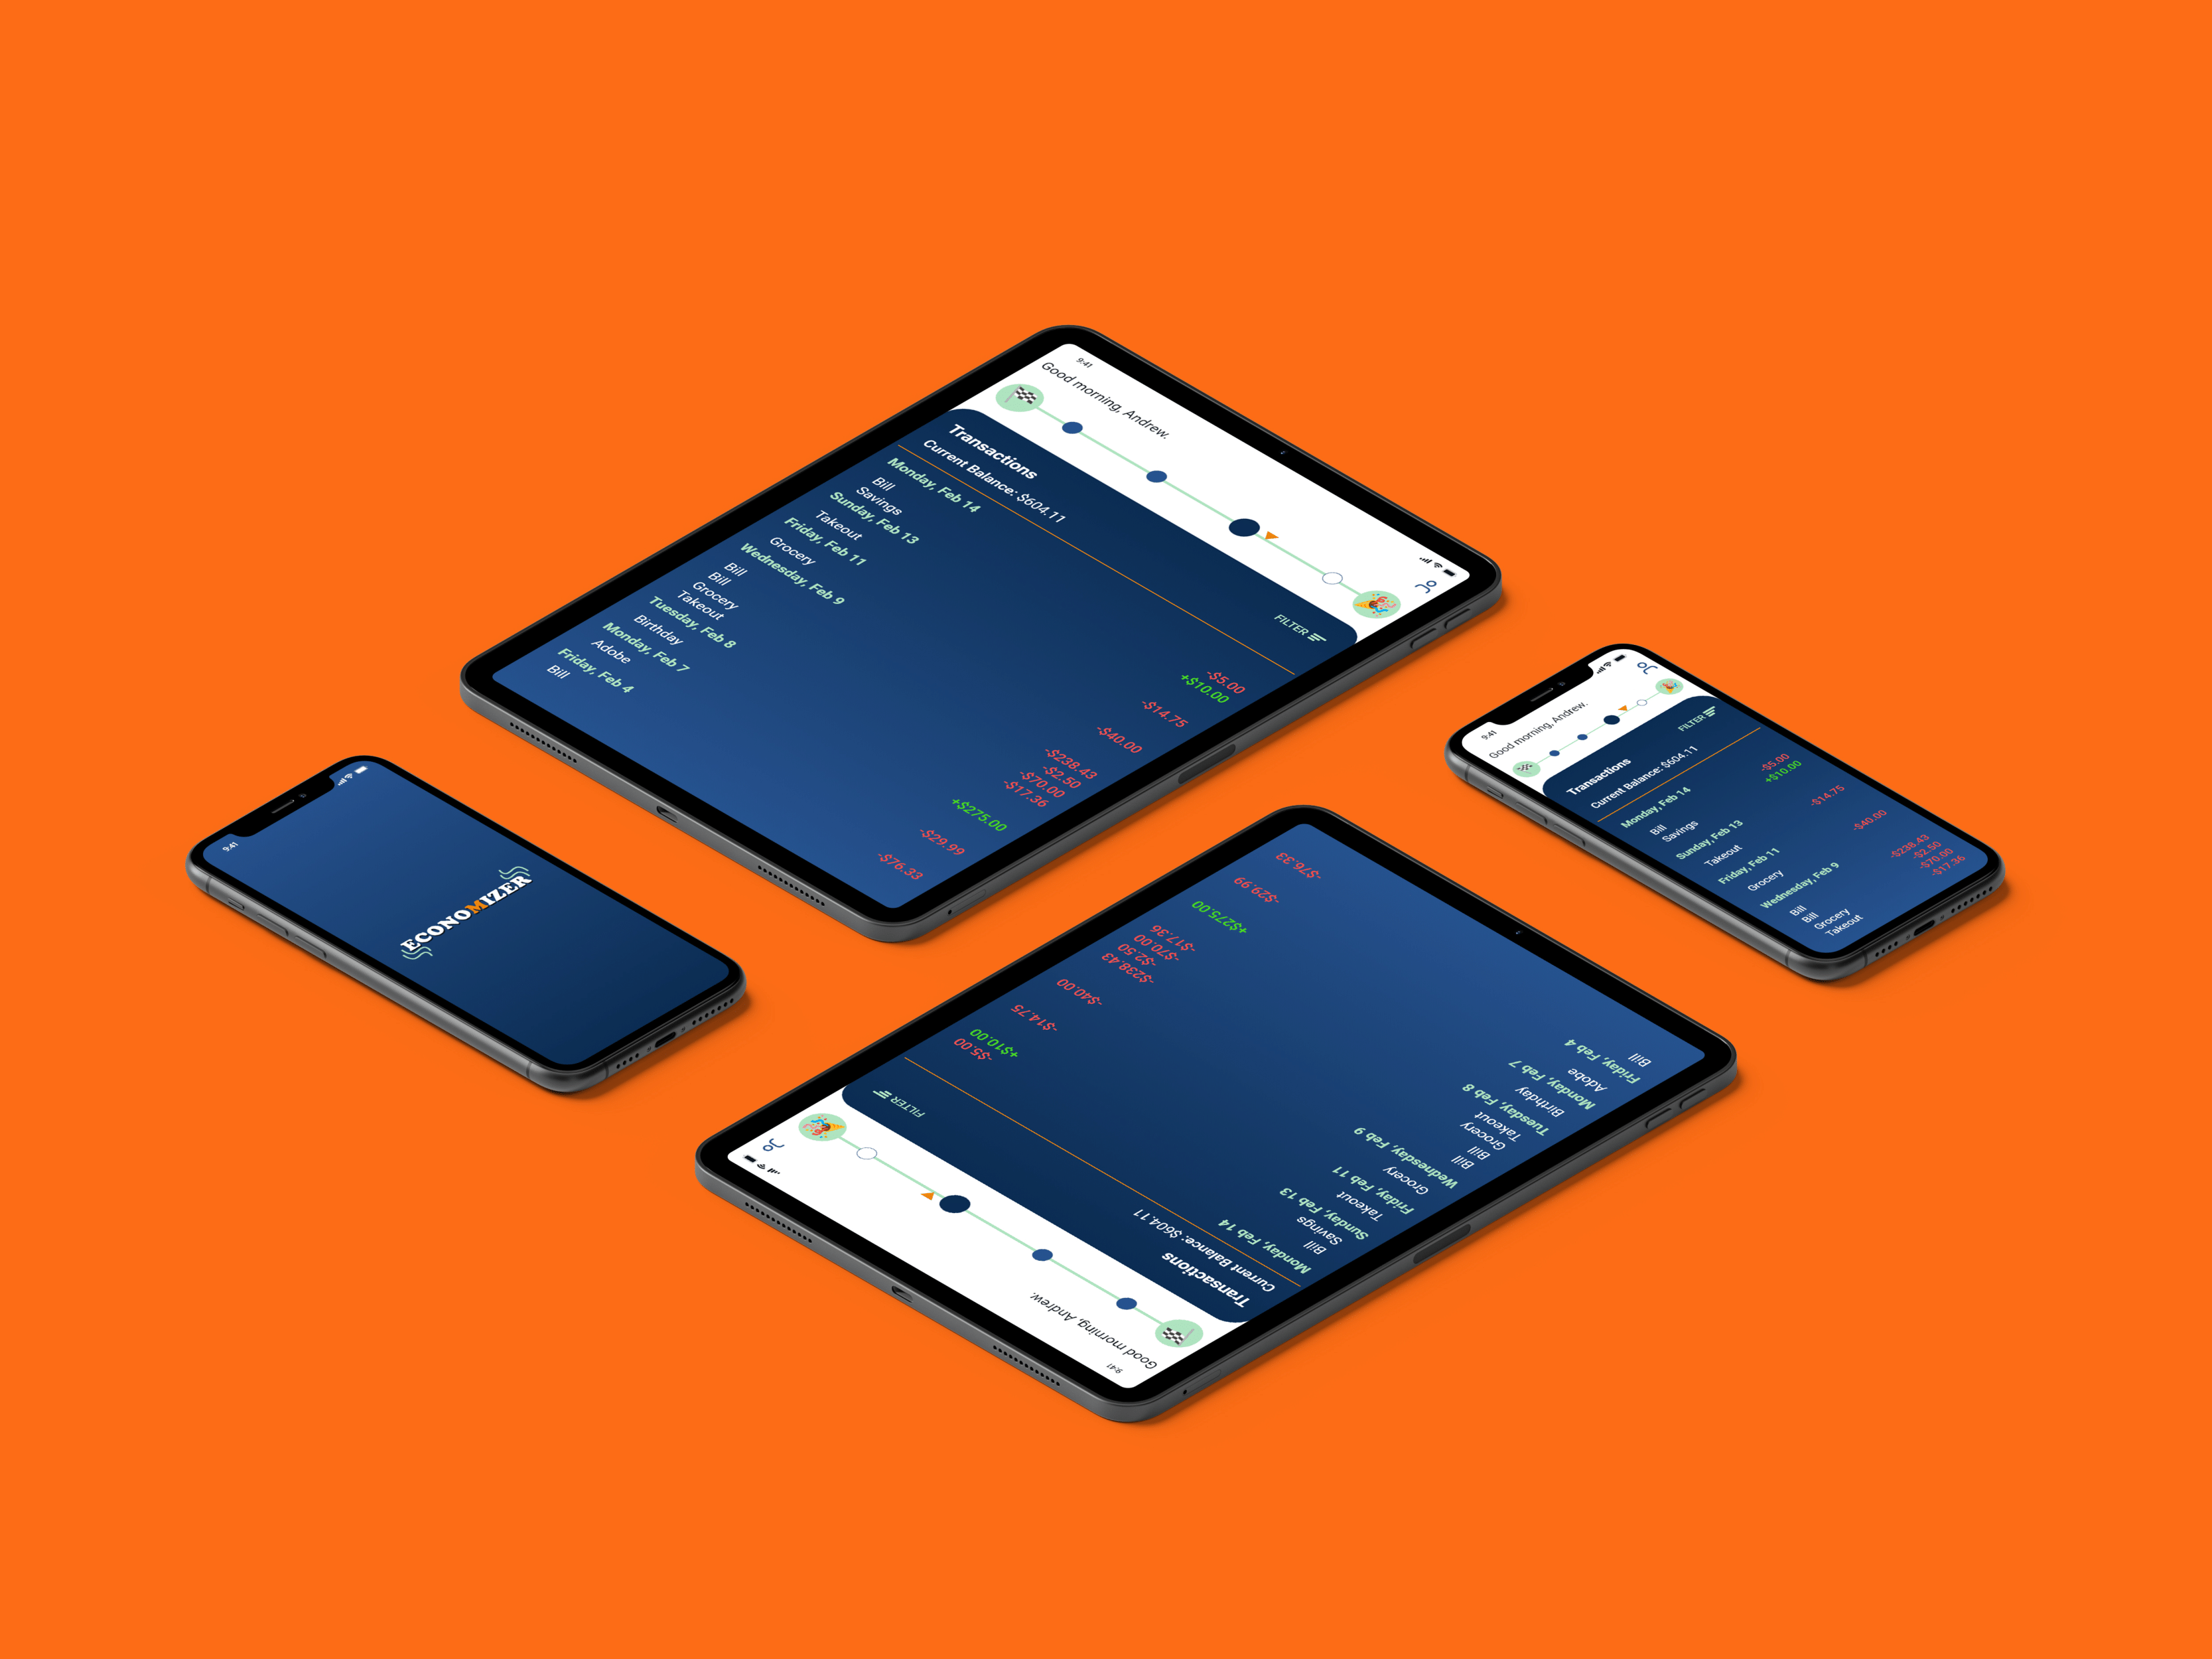 9:41
Good morning, Andrew.
Transactions
Current Balance: $604.11
FILTER
Monday, Feb 14
Bill -$5.00
Savings +$10.00
Sunday, Feb 13
Takeout -$14.75
Friday, Feb 11
Grocery -$40.00
Wednesday, Feb 9
Bill -$238.43
Bill -$2.50
Grocery -$70.00
Takeout -$17.36
Tuesday, Feb 8
Birthday +$275.00
Monday, Feb 7
Adobe -$29.99
Friday, Feb 4
Bill -$76.33
9:41
Good morning, Andrew.
Transactions
Current Balance: $604.11
FILTER
Monday, Feb 14
Bill -$5.00
Savings +$10.00
Sunday, Feb 13
Takeout -$14.75
Friday, Feb 11
Grocery -$40.00
Wednesday, Feb 9
Bill -$238.43
Bill -$2.50
Grocery -$70.00
Takeout -$17.36
9:41
ECONOMIZER
9:41
Good morning, Andrew.
Transactions
Current Balance: $604.11
FILTER
Monday, Feb 14
Bill -$5.00
Savings +$10.00
Sunday, Feb 13
Takeout -$14.75
Friday, Feb 11
Grocery -$40.00
Wednesday, Feb 9
Bill -$238.43
Bill -$2.50
Grocery -$70.00
Takeout -$17.36
Tuesday, Feb 8
Birthday +$275.00
Monday, Feb 7
Adobe -$29.99
Friday, Feb 4
Bill -$76.33